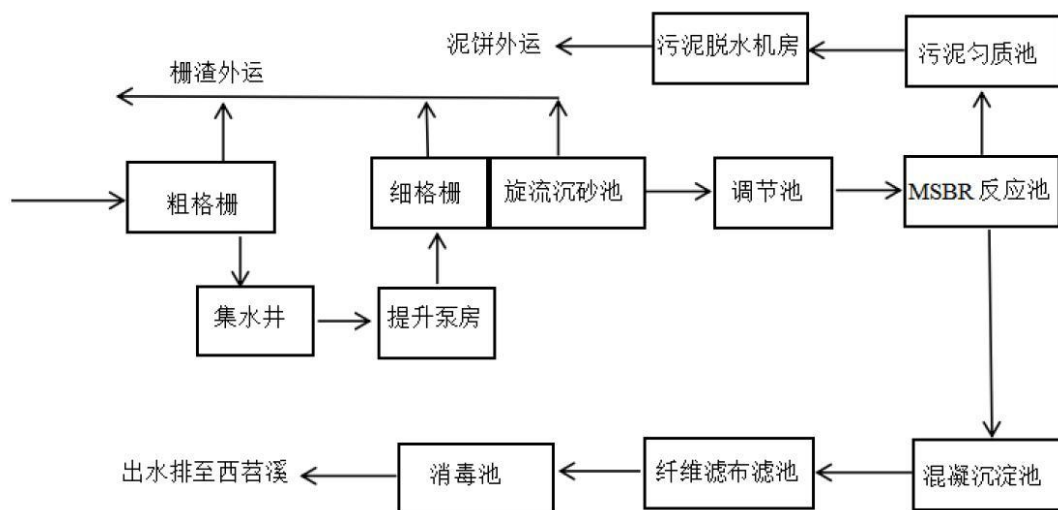 泥饼外运
污泥脱水机房
污泥匀质池
栅渣外运
粗格栅
细格栅
旋流沉砂池
调节池
MSBR 反应池
集水井
提升泵房
出水排至西苕溪
消毒池
纤维滤布滤池
混凝沉淀池